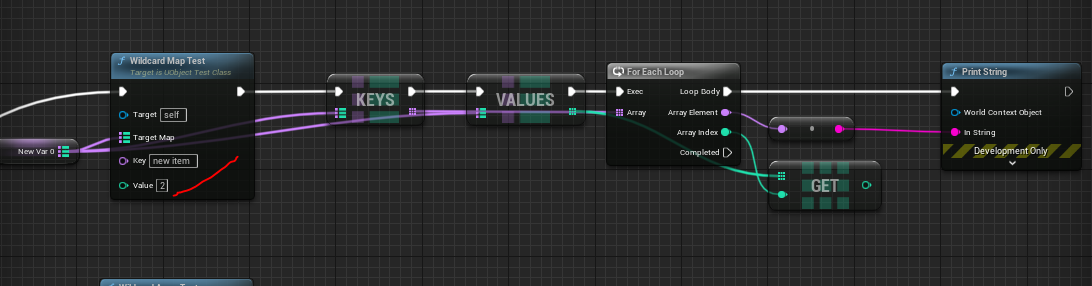 Wildcard Map Test
Target is UObject Test Class
Target self
Target Map
Key new item
Value 2
New Var 0
KEYS
VALUES
For Each Loop
Exec Loop Body
Array Array Element
Array Index
Completed
GET
Print String
World Context Object
In String
Development Only